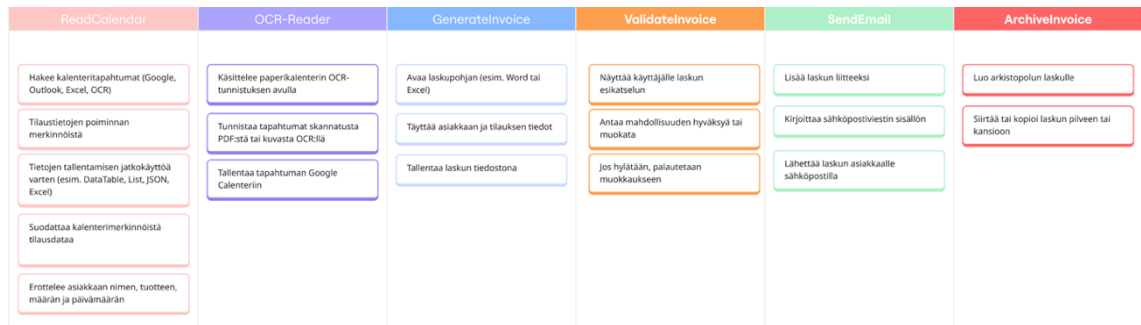 ReadCalendar
Hakee kalenteritapahtumat (Google,
Outlook, Excel, OCR)
Tilaustietojen poiminnan
merkinnöistä
Tietojen tallentamisen jatkokäyttöä
varten (esim. DataTable, List, JSON,
Excel)
Suodattaa kalenterimerkinnöistä
tilausdataa
Erottelee asiakkaan nimen, tuotteen,
määrän ja päivämäärän
OCR-Reader
Käsittelee paperikalenterin OCR-
tunnistuksen avulla
Tunnistaa tapahtumat skannatusta
PDF:stä tai kuvasta OCR:llä
Tallentaa tapahtuman Google
Calenteriin
GenerateInvoice
Avaa laskupohjan (esim. Word tai
Excel)
Täyttää asiakkaan ja tilauksen tiedot
Tallentaa laskun tiedostona
ValidateInvoice
Näyttää käyttäjälle laskun
esikatselun
Antaa mahdollisuuden hyväksyä tai
muokata
Jos hylätään, palautetaan
muokkaukseen
SendEmail
Lisää laskun liitteeksi
Kirjoittaa sähköpostiviestin sisällön
Lähettää laskun asiakkaalle
sähköpostilla
ArchiveInvoice
Luo arkistopolun laskulle
Siirtää tai kopioi laskun pilveen tai
kansioon